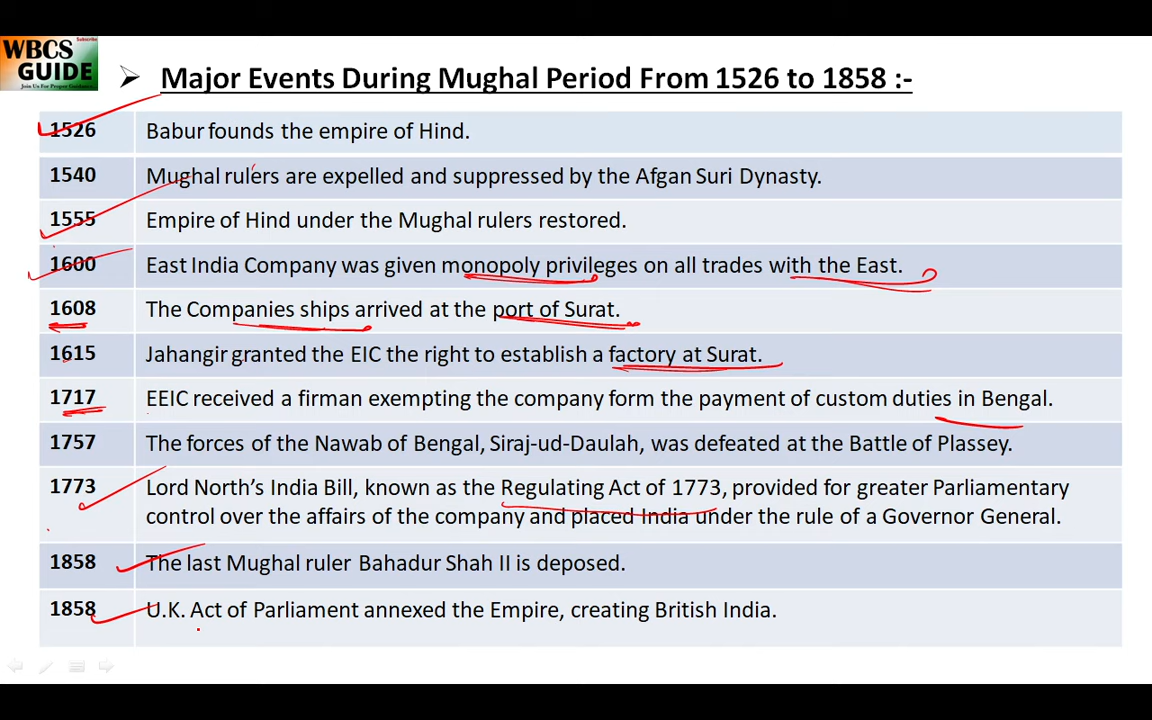 WBCS
GUIDE
Join Us For Proper Guidance
Major Events During Mughal Period From 1526 to 1858 :-
1526 Babur founds the empire of Hind.
1540 Mughal rulers are expelled and suppressed by the Afgan Suri Dynasty.
1555 Empire of Hind under the Mughal rulers restored.
1600 East India Company was given monopoly privileges on all trades with the East.
1608 The Companies ships arrived at the port of Surat.
1615 Jahangir granted the EIC the right to establish a factory at Surat.
1717 EEIC received a firman exempting the company form the payment of custom duties in Bengal.
1757 The forces of the Nawab of Bengal, Siraj-ud-Daulah, was defeated at the Battle of Plassey.
1773 Lord North's India Bill, known as the Regulating Act of 1773, provided for greater Parliamentary
control over the affairs of the company and placed India under the rule of a Governor General.
1858 The last Mughal ruler Bahadur Shah II is deposed.
1858 U.K. Act of Parliament annexed the Empire, creating British India.